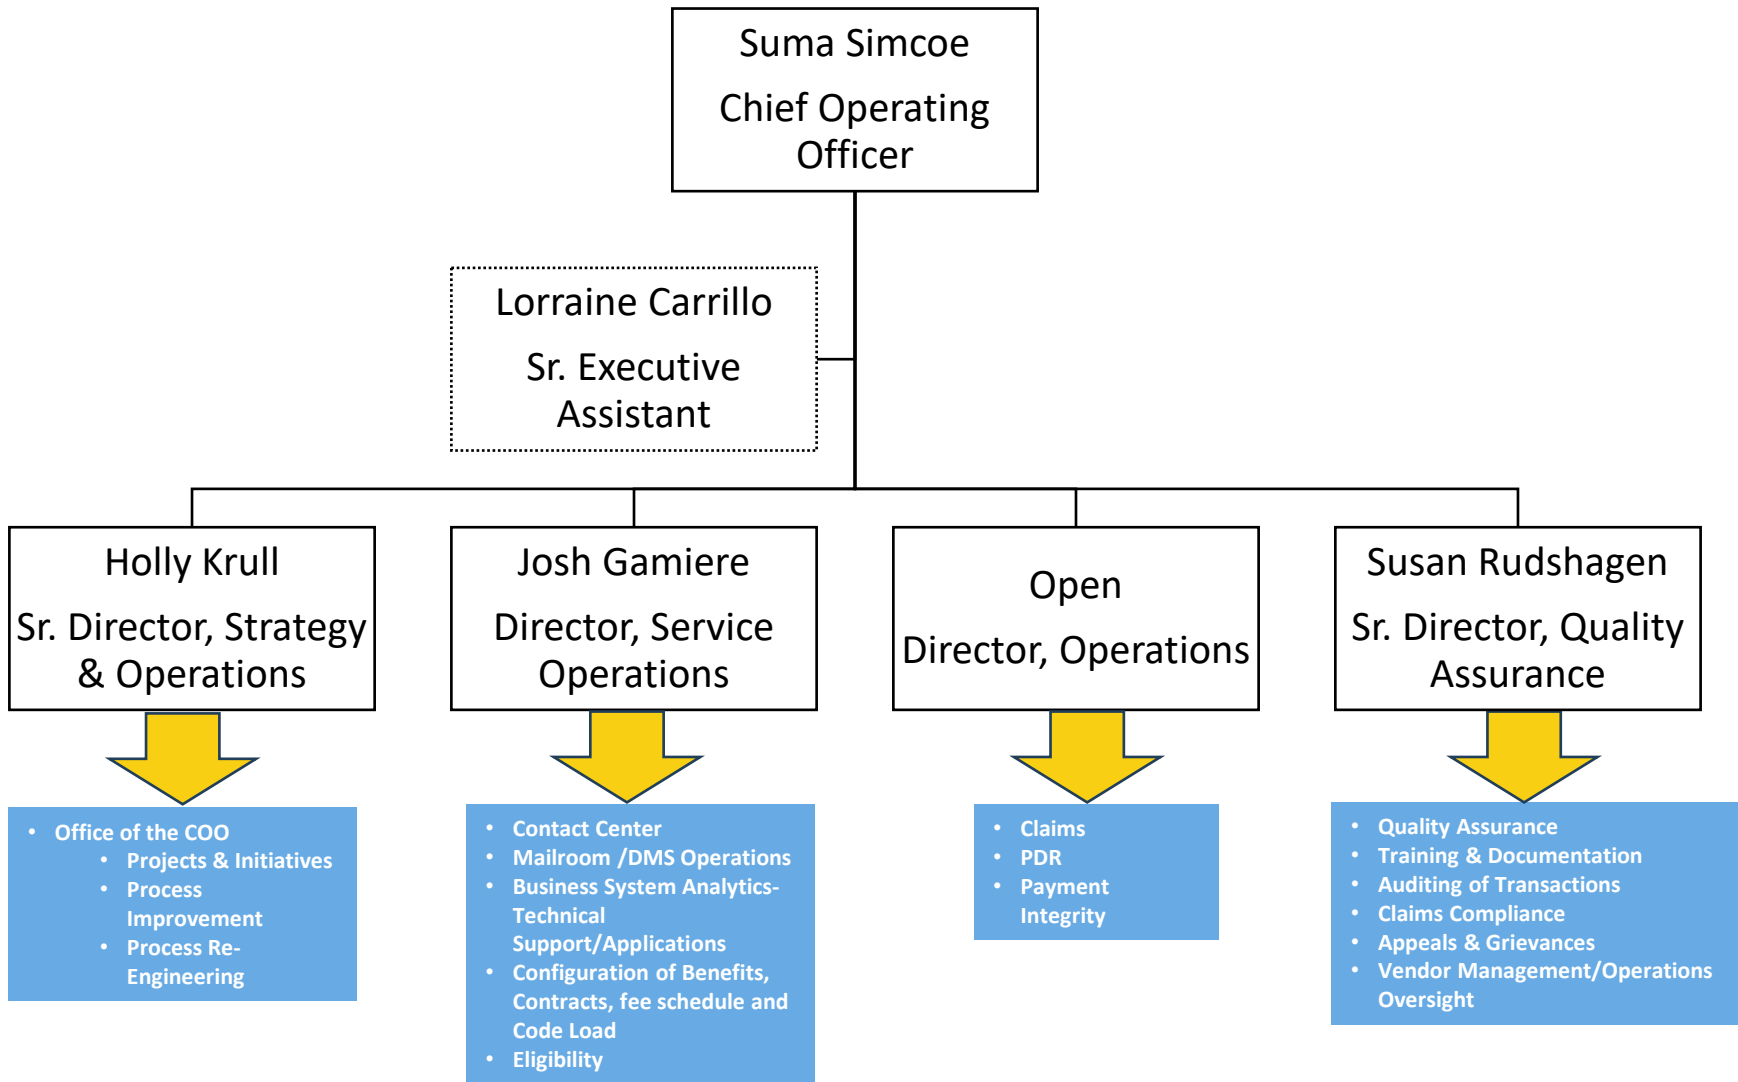 Suma Simcoe
Chief Operating
Officer
Lorraine Carrillo
Sr. Executive
Assistant
Holly Krull
Sr. Director, Strategy
& Operations
Josh Gamiere
Director, Service
Operations
Open
Director, Operations
Susan Rudshagen
Sr. Director, Quality
Assurance
• Office of the COO
• Projects & Initiatives
• Process
Improvement
• Process Re-
Engineering
• Contact Center
• Mailroom /DMS Operations
• Business System Analytics-
Technical
Support/Applications
• Configuration of Benefits,
Contracts, fee schedule and
Code Load
• Eligibility
• Claims
• PDR
• Payment
Integrity
• Quality Assurance
• Training & Documentation
• Auditing of Transactions
• Claims Compliance
• Appeals & Grievances
• Vendor Management/Operations
Oversight